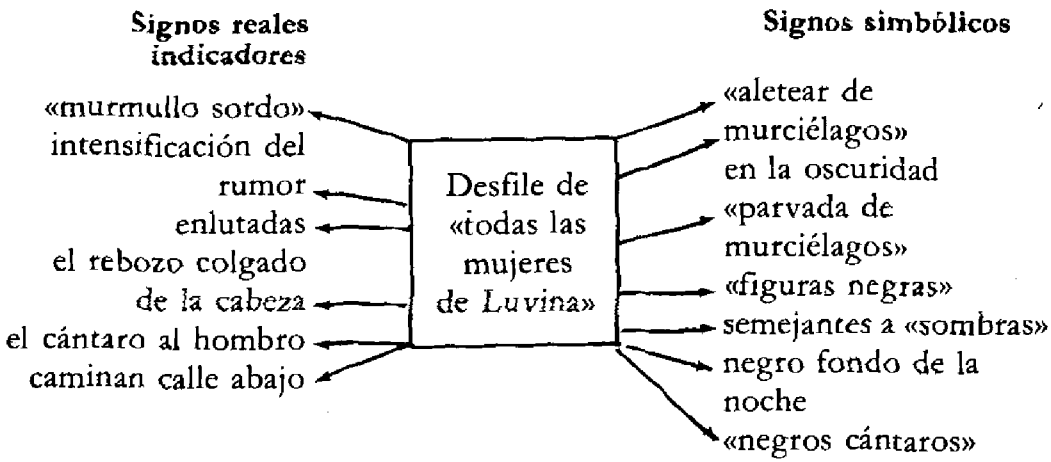 Signos reales
indicadores
«murmullo sordo»
intensificación del
rumor
enlutadas
el rebozo colgado
de la cabeza
el cántaro al hombro
caminan calle abajo
Desfile de
«todas las
mujeres
de Luvina»
Signos simbólicos
«aletear de
murciélagos»
en la oscuridad
«parvada de
murciélagos»
«figuras negras»
semejantes a «sombras»
negro fondo de la
noche
«negros cántaros»